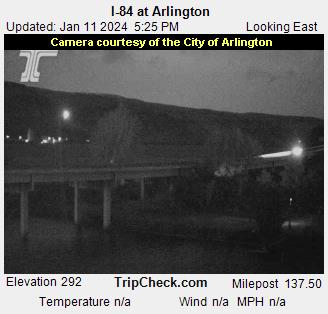 I-84 at Arlington
Updated: Jan 11 2024 5:25 PM Looking East
Camera courtesy of the City of Arlington
Elevation 292 TripCheck.com Milepost 137.50
Temperature n/a Wind n/a MPH n/a